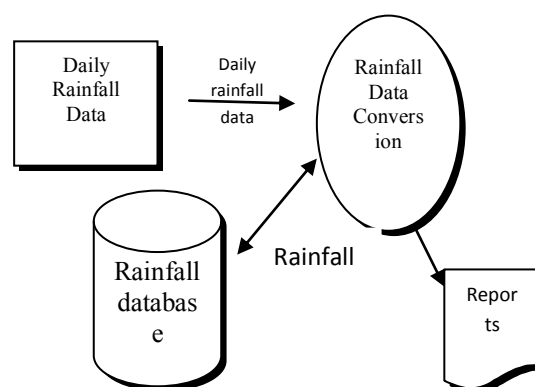 Daily
Rainfall
Data
Daily
rainfall
data
Rainfall
Data
Convers
ion
Rainfall
Rainfall
databas
e
Repor
ts